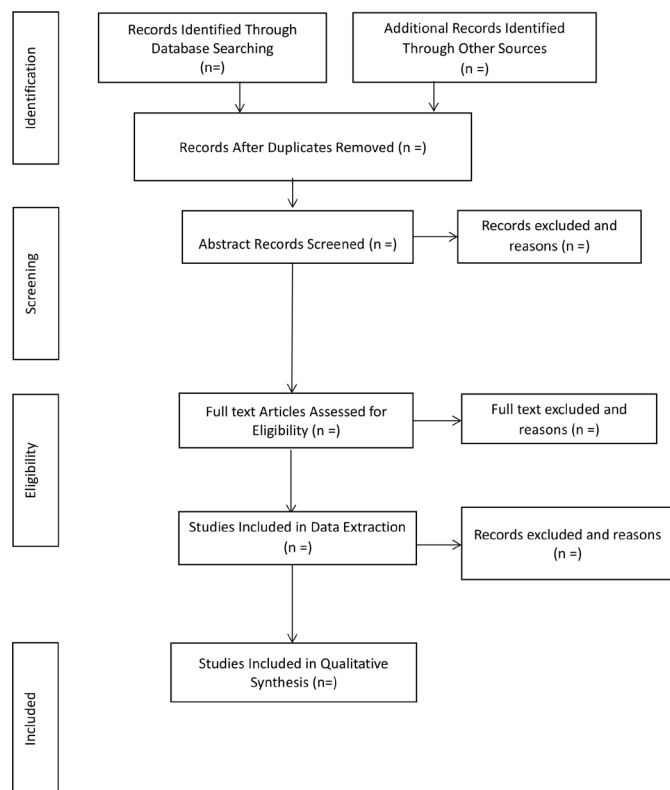 Identification
Records Identified Through
Database Searching
(n=)
Additional Records Identified
Through Other Sources
(n =)
Records After Duplicates Removed (n =)
Screening
Abstract Records Screened (n =)
Records excluded and
reasons (n =)
Eligibility
Full text Articles Assessed for
Eligibility (n =)
Full text excluded and
reasons (n =)
Studies Included in Data Extraction
(n =)
Records excluded and reasons
(n =)
Included
Studies Included in Qualitative
Synthesis (n=)